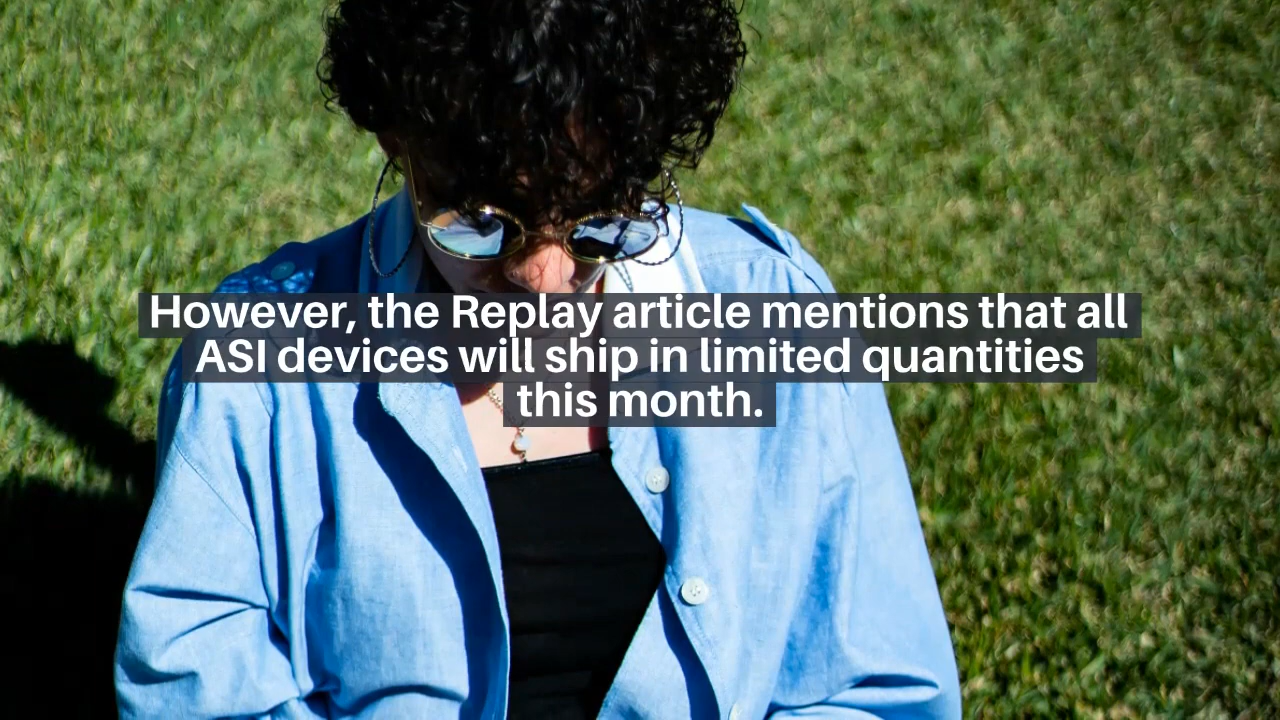 However, the Replay article mentions that all
ASI devices will ship in limited quantities
this month.